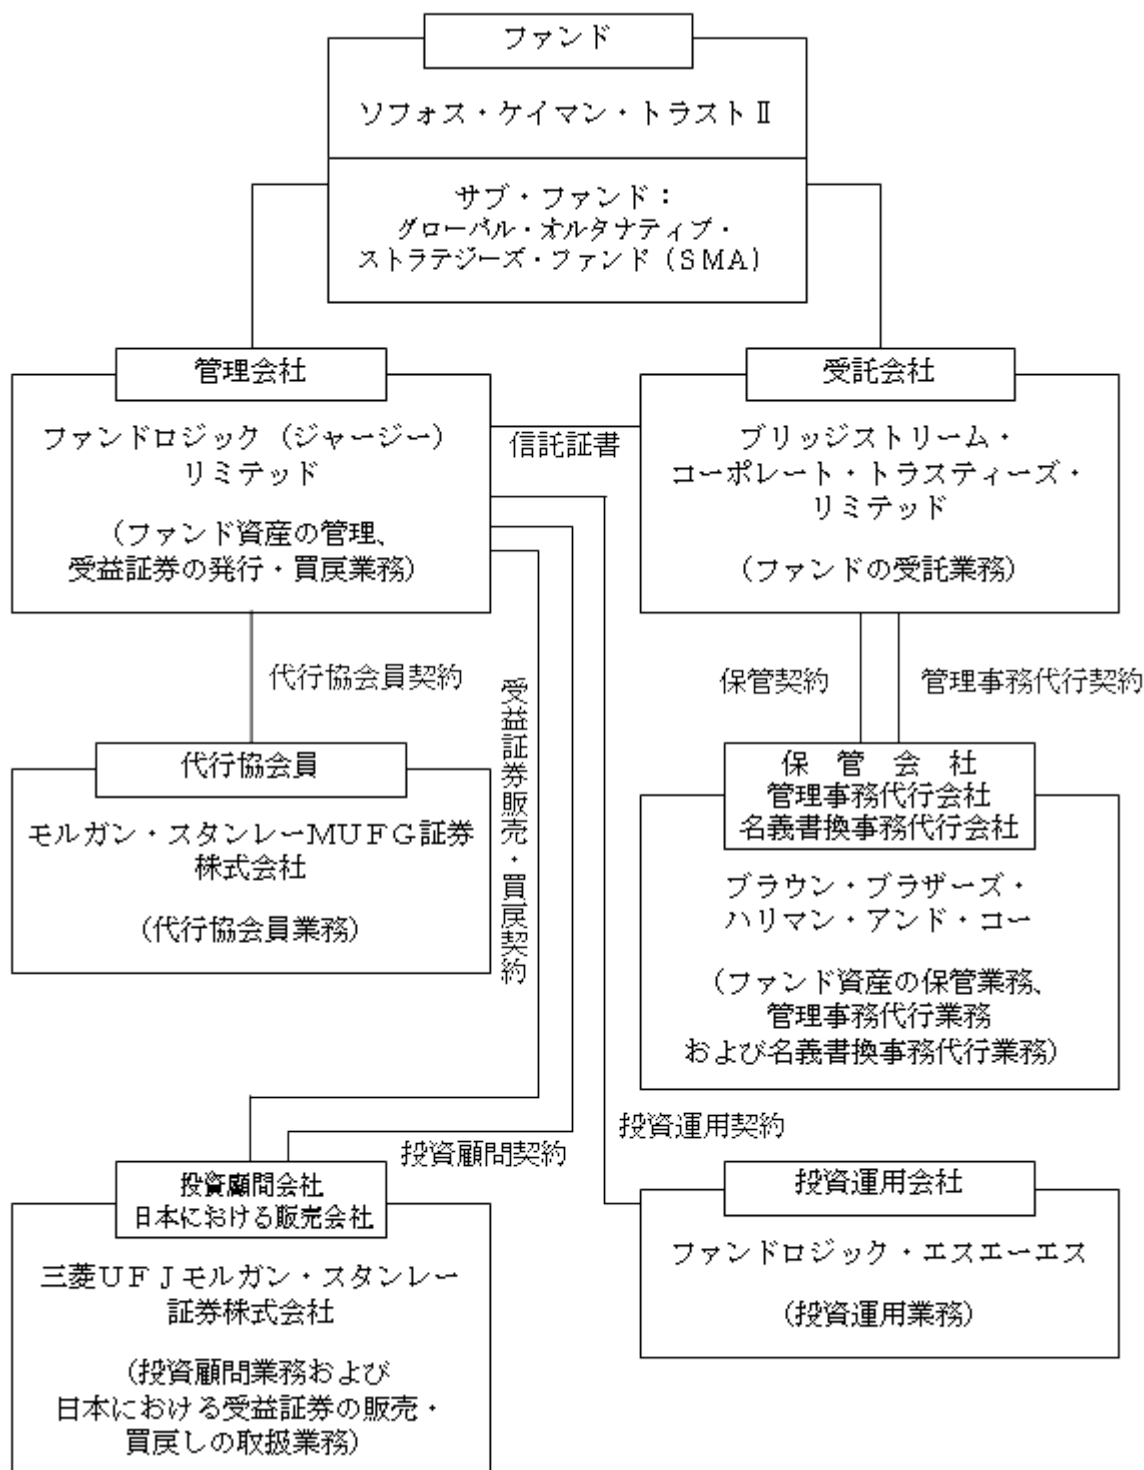 ファンド
ソフォス・ケイマン・トラストⅡ
サブ・ファンド：
グローバル・オルタナティブ・
ストラテジーズ・ファンド（ＳＭＡ）
管理会社
ファンドロジック（ジャージー）
リミテッド
（ファンド資産の管理、
受益証券の発行・買戻業務）
信託証書
受託会社
ブリッジストリーム・
コーポレート・トラスティーズ・
リミテッド
（ファンドの受託業務）
代行協会員契約
受益証券販売・買戻契約
保管契約
管理事務代行契約
代行協会員
モルガン・スタンレーＭＵＦＧ証券
株式会社
（代行協会員業務）
保　管　会　社
管理事務代行会社
名義書換事務代行会社
ブラウン・ブラザーズ・
ハリマン・アンド・コー
（ファンド資産の保管業務、
管理事務代行業務
および名義書換事務代行業務）
投資顧問契約
投資運用契約
投資顧問会社
日本における販売会社
三菱ＵＦＪモルガン・スタンレー
証券株式会社
（投資顧問業務および
日本における受益証券の販売・
買戻しの取扱業務）
投資運用会社
ファンドロジック・エスエーエス
（投資運用業務）